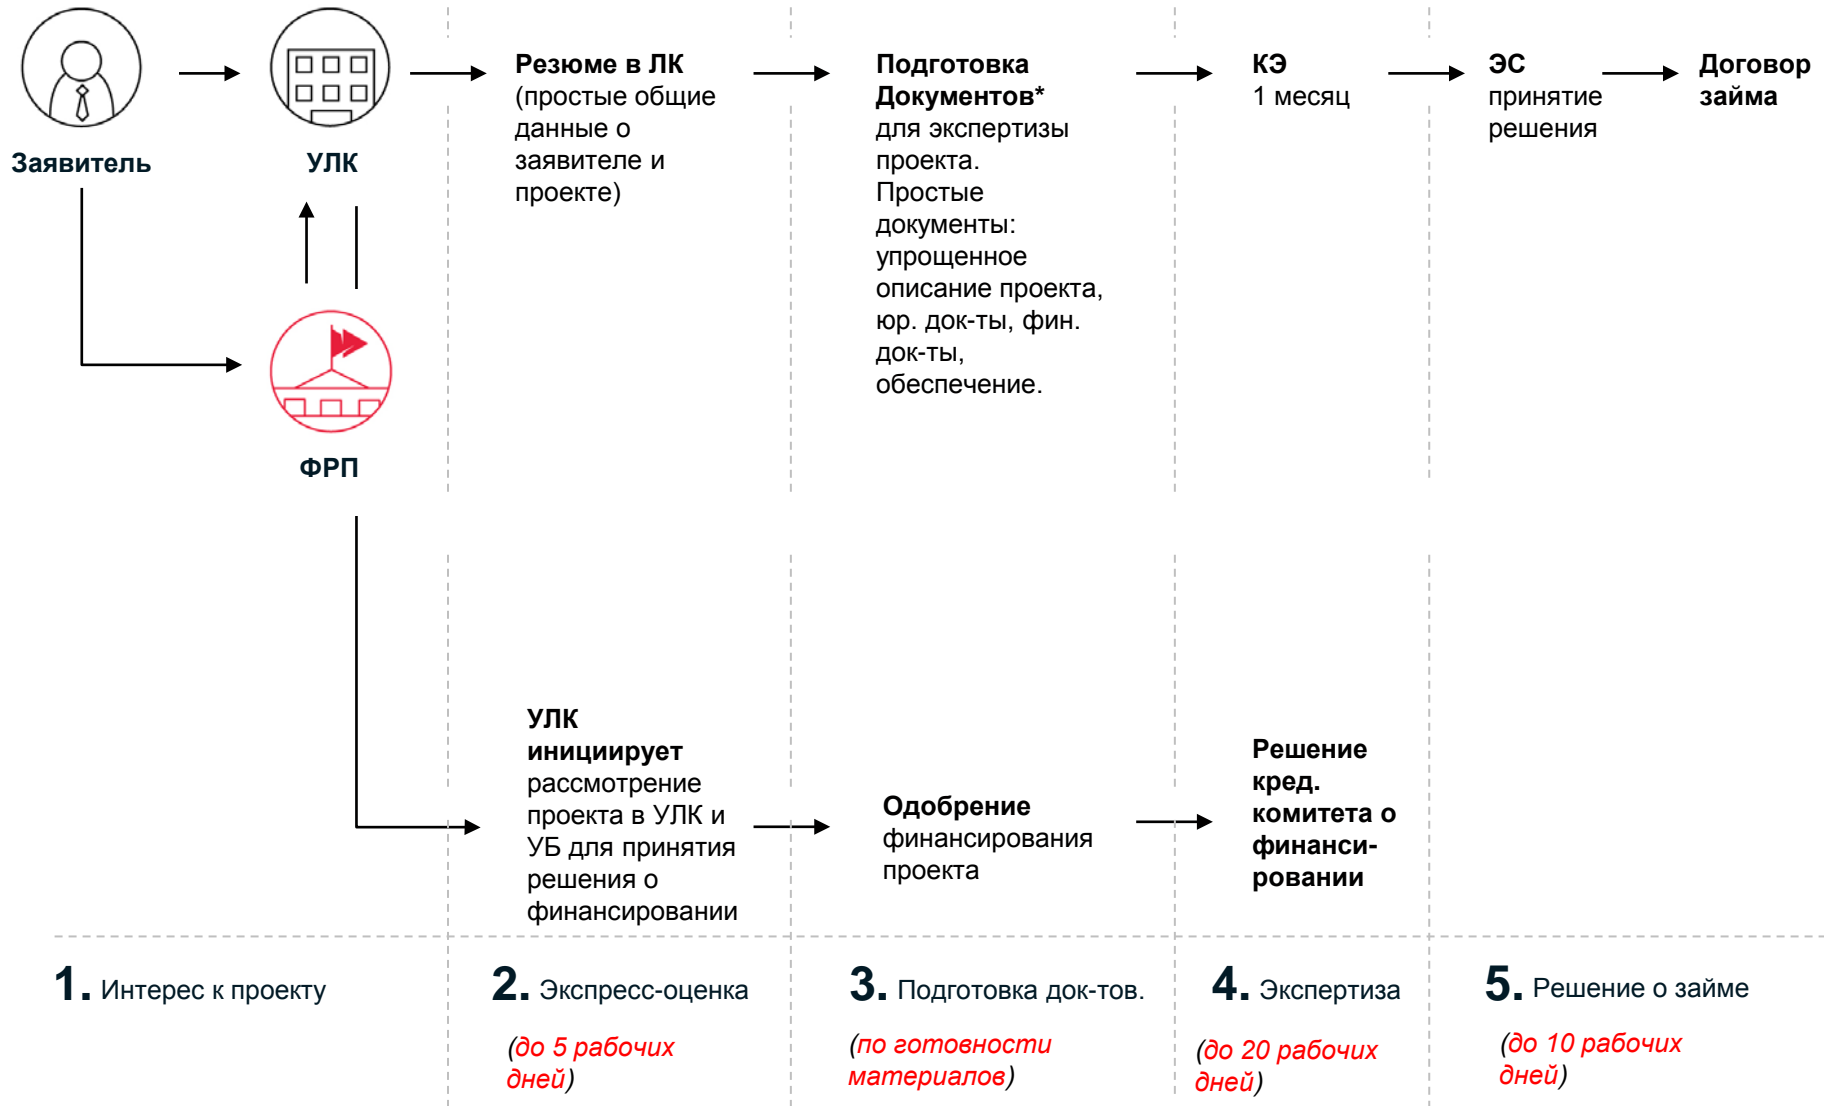 Заявитель
УЛК
ФРП
Резюме в ЛК
(простые общие
данные о
заявителе и
проекте)
Подготовка
Документов*
для экспертизы
проекта.
Простые
документы:
упрощенное
описание проекта,
юр. док-ты, фин.
док-ты,
обеспечение.
КЭ
1 месяц
ЭС
принятие
решения
Договор
займа
УЛК
инициирует
рассмотрение
проекта в УЛК и
УБ для принятия
решения о
финансировании
Одобрение
финансирования
проекта
Решение
кред.
комитета о
финанси-
ровании
1. Интерес к проекту
2. Экспресс-оценка
(до 5 рабочих
дней)
3. Подготовка док-тов.
(по готовности
материалов)
4. Экспертиза
(до 20 рабочих
дней)
5. Решение о займе
(до 10 рабочих
дней)